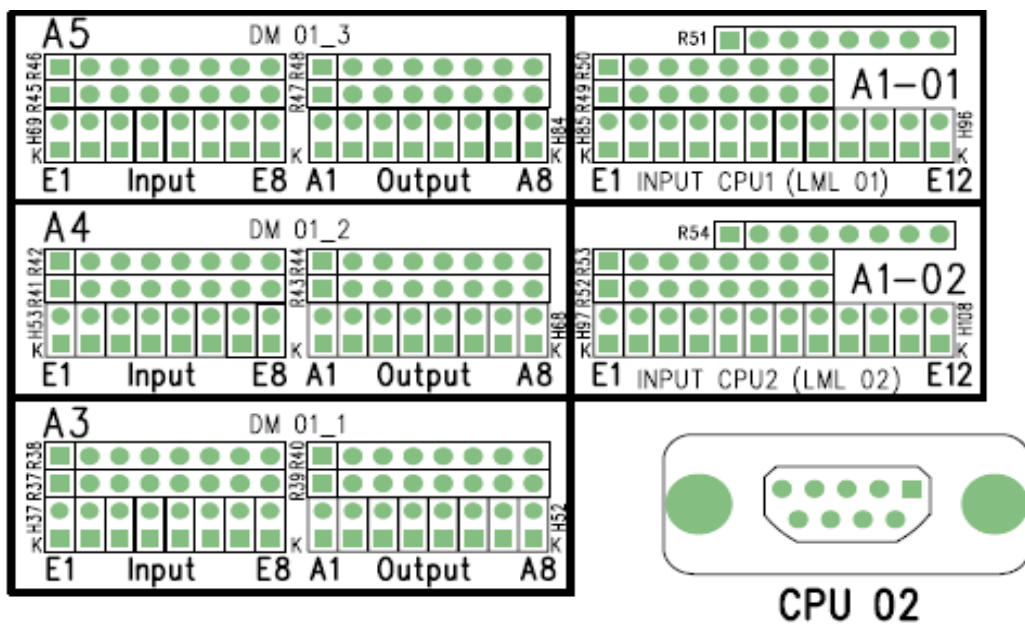 A5 DM 01_3
R46 R48
R45 R47
H69 H84
K K K
E1 Input E8 A1 Output A8
R51
R50
R49 A1-01
H85 H96
K K
E1 INPUT CPU1 (LML 01) E12
A4 DM 01_2
R42 R44
R41 R43
H53 H68
K K K
E1 Input E8 A1 Output A8
R54
R53
R52 A1-02
H97 H108
K K
E1 INPUT CPU2 (LML 02) E12
A3 DM 01_1
R38 R40
R37 R39
H37 H52
K K K
E1 Input E8 A1 Output A8
CPU 02